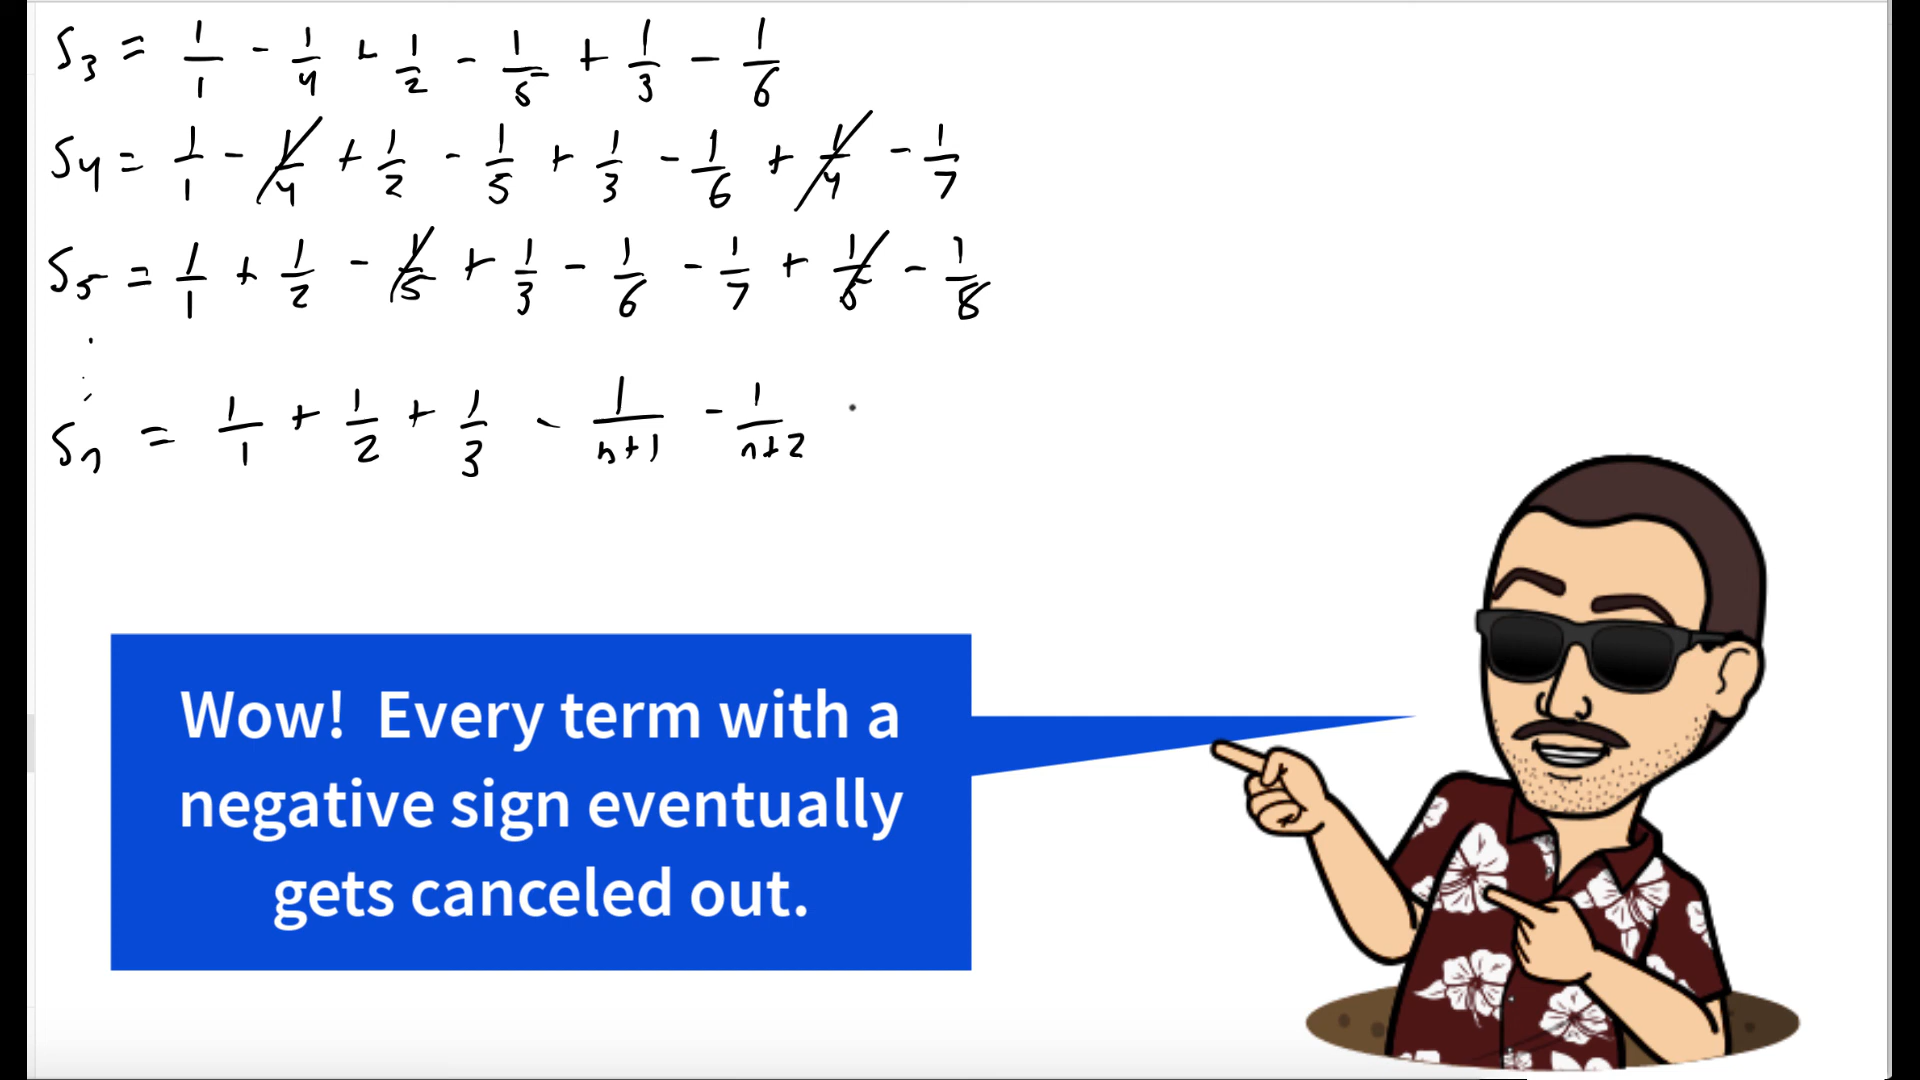 S₃ = 1/1 - 1/4 + 1/2 - 1/5 + 1/3 - 1/6
S₄ = 1/1 - 1/4 + 1/2 - 1/5 + 1/3 - 1/6 + 1/4 - 1/7
S₅ = 1/1 + 1/2 - 1/5 + 1/3 - 1/6 - 1/7 + 1/5 - 1/8
Sₙ = 1/1 + 1/2 + 1/3 - 1/(n+1) - 1/(n+2)
Wow! Every term with a
negative sign eventually
gets canceled out.